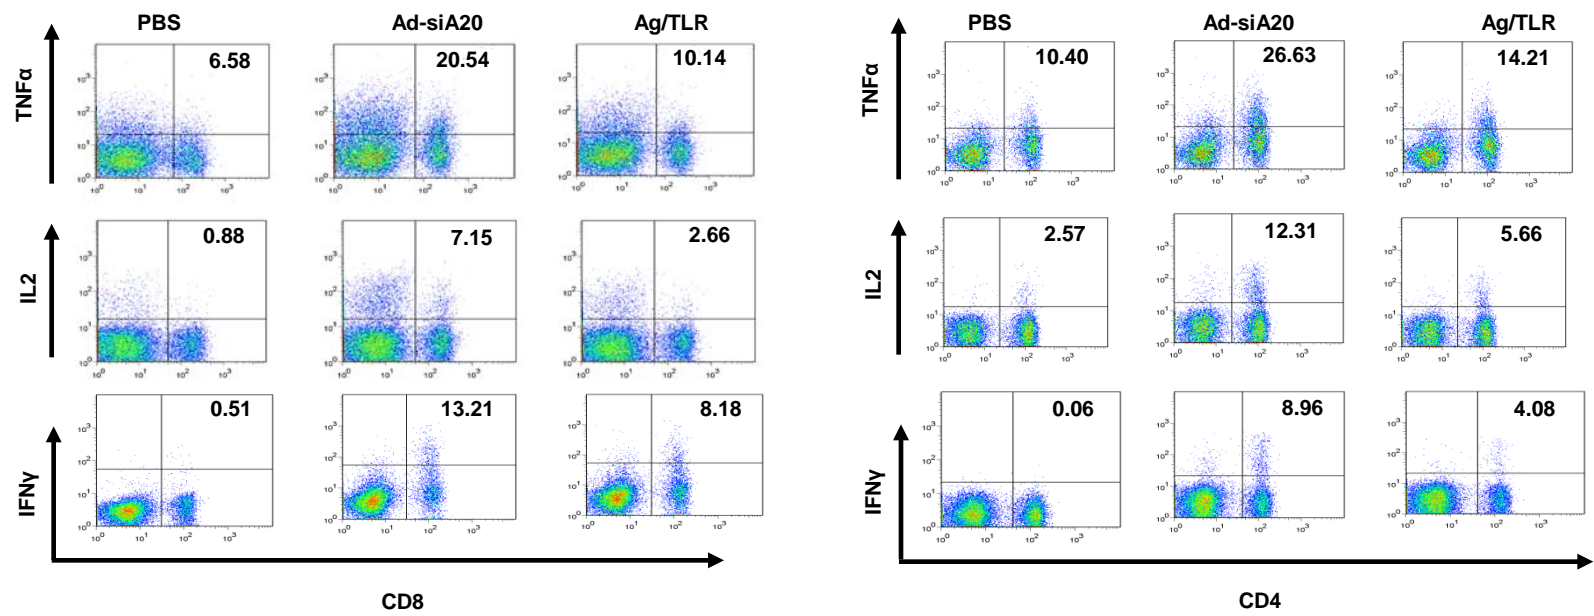 PBS Ad-siA20 Ag/TLR
TNFα
6.58 20.54 10.14
IL2
0.88 7.15 2.66
IFNγ
0.51 13.21 8.18
CD8
PBS Ad-siA20 Ag/TLR
TNFα
10.40 26.63 14.21
IL2
2.57 12.31 5.66
IFNγ
0.06 8.96 4.08
CD4